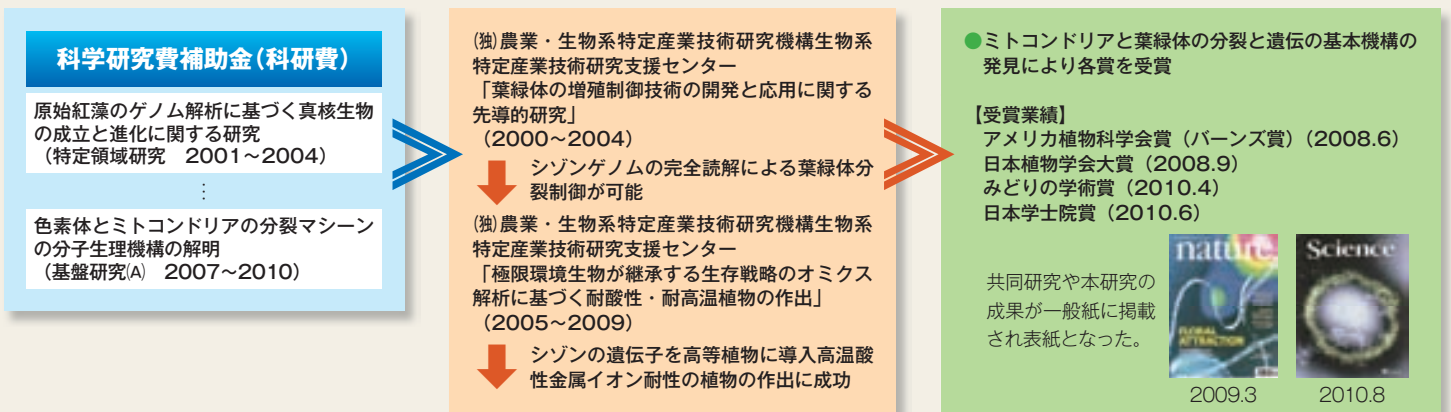 科学研究費補助金(科研費)
原始紅藻のゲノム解析に基づく真核生物
の成立と進化に関する研究
(特定領域研究 2001～2004)
⋮
色素体とミトコンドリアの分裂マシーン
の分子生理機構の解明
(基盤研究(A) 2007～2010)
㈱農業・生物系特定産業技術研究機構生物系
特定産業技術研究支援センター
「葉緑体の増殖制御技術の開発と応用に関する
先導的研究」
(2000～2004)
シゾンゲノムの完全読解による葉緑体分
裂制御が可能
(独)農業・生物系特定産業技術研究機構生物系
特定産業技術研究支援センター
「極限環境生物が継承する生存戦略のオミクス
解析に基づく耐酸性・耐高温植物の作出」
(2005～2009)
シゾンの遺伝子を高等植物に導入高温酸
性金属イオン耐性の植物の作出に成功
●ミトコンドリアと葉緑体の分裂と遺伝の基本機構の
発見により各賞を受賞
【受賞業績】
アメリカ植物科学会賞(バーンズ賞)(2008.6)
日本植物学会大賞(2008.9)
みどりの学術賞(2010.4)
日本学士院賞(2010.6)
共同研究や本研究の
成果が一般紙に掲載
され表紙となった。
nature
FLORAL
ATTRACTION
2009.3
Science
2010.8